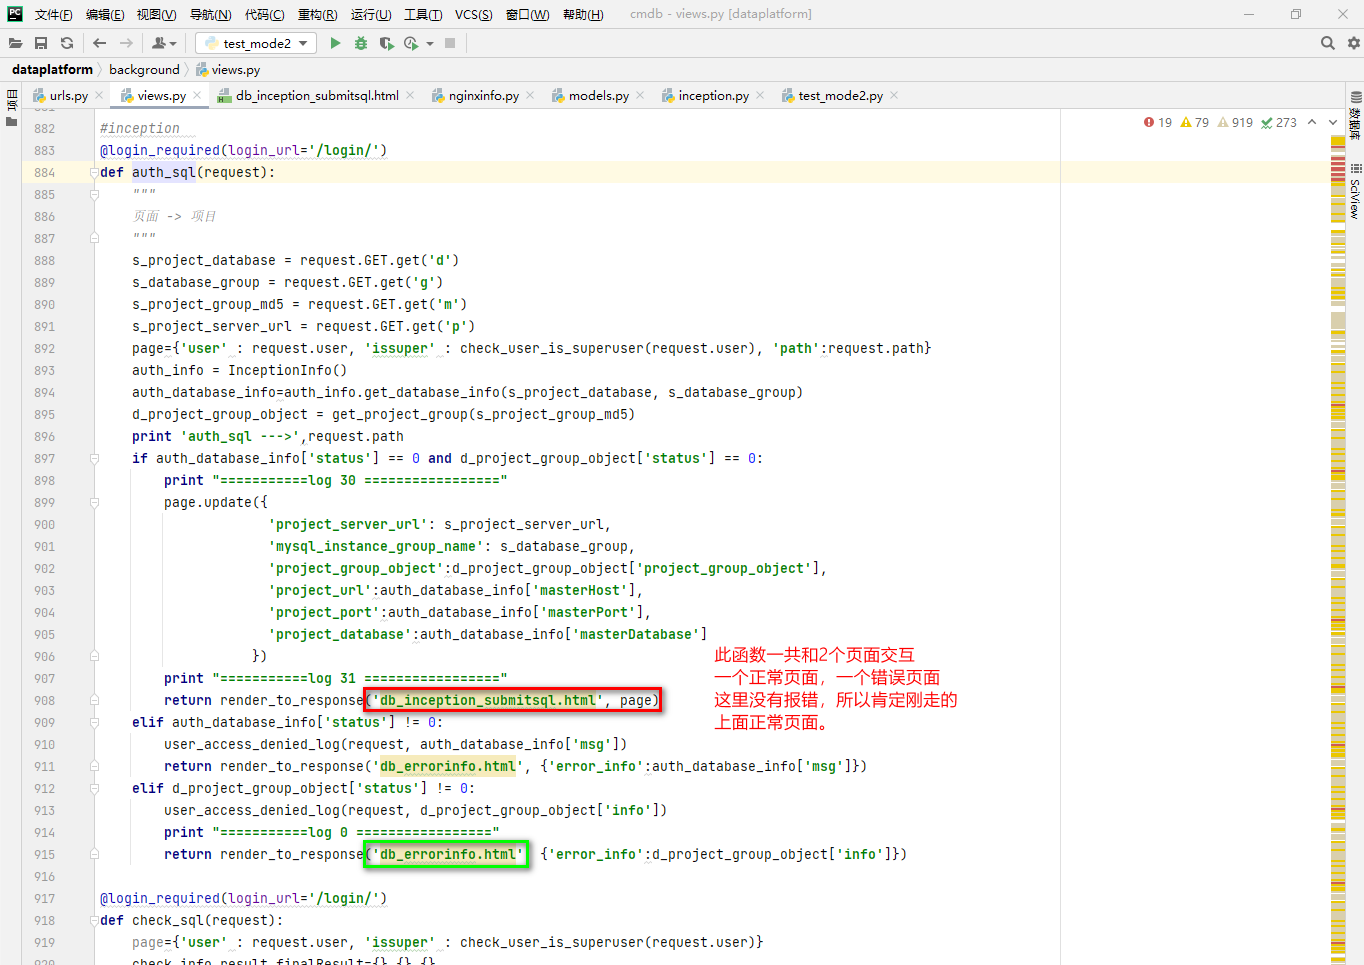 PC 文件(F) 编辑(E) 视图(V) 导航(N) 代码(C) 重构(R) 运行(U) 工具(T) VCS(S) 窗口(W) 帮助(H) cmdb - views.py [dataplatform]
test_mode2
dataplatform background views.py
urls.py views.py db_inception_submitsql.html nginxinfo.py models.py inception.py test_mode2.py
项目
数据库
SciView
19 79 919 273
882 #inception
883 @login_required(login_url='/login/')
884 def auth_sql(request):
885 """
886 页面 -> 项目
887 """
888 s_project_database = request.GET.get('d')
889 s_database_group = request.GET.get('g')
890 s_project_group_md5 = request.GET.get('m')
891 s_project_server_url = request.GET.get('p')
892 page={'user' : request.user, 'issuper' : check_user_is_superuser(request.user), 'path':request.path}
893 auth_info = InceptionInfo()
894 auth_database_info=auth_info.get_database_info(s_project_database, s_database_group)
895 d_project_group_object = get_project_group(s_project_group_md5)
896 print 'auth_sql --->',request.path
897 if auth_database_info['status'] == 0 and d_project_group_object['status'] == 0:
898 print "===========log 30 ================="
899 page.update({
900 'project_server_url': s_project_server_url,
901 'mysql_instance_group_name': s_database_group,
902 'project_group_object':d_project_group_object['project_group_object'],
903 'project_url':auth_database_info['masterHost'],
904 'project_port':auth_database_info['masterPort'],
905 'project_database':auth_database_info['masterDatabase']
906 })
907 print "===========log 31 ================="
908 return render_to_response('db_inception_submitsql.html', page)
此函数一共和2个页面交互
一个正常页面，一个错误页面
这里没有报错，所以肯定刚走的
上面正常页面。
909 elif auth_database_info['status'] != 0:
910 user_access_denied_log(request, auth_database_info['msg'])
911 return render_to_response('db_errorinfo.html', {'error_info':auth_database_info['msg']})
912 elif d_project_group_object['status'] != 0:
913 user_access_denied_log(request, d_project_group_object['info'])
914 print "===========log 0 ================="
915 return render_to_response('db_errorinfo.html' {'error_info':d_project_group_object['info']})
916
917 @login_required(login_url='/login/')
918 def check_sql(request):
919 page={'user' : request.user, 'issuper' : check_user_is_superuser(request.user)}
920 check_info,result,finalResult={},{},{}